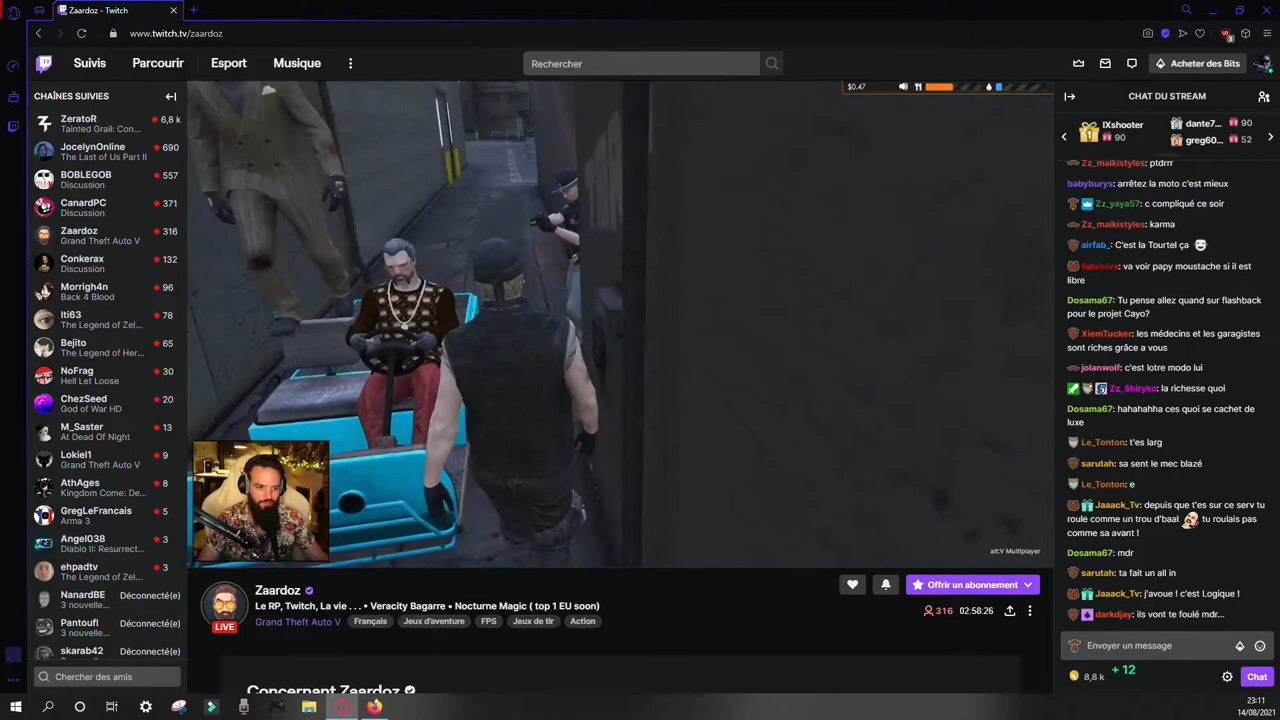 Zaardoz - Twitch
www.twitch.tv/zaardoz
Suivis
Parcourir
Esport
Musique
Rechercher
Acheter des Bits
CHAÎNES SUIVIES
ZeratoR
6,8 k
Tainted Grail: Con...
JocelynOnline
690
The Last of Us Part II
BOBLEGOB
557
Discussion
CanardPC
371
Discussion
Zaardoz
316
Grand Theft Auto V
Conkerax
132
Discussion
Morrigh4n
96
Back 4 Blood
Iti63
78
The Legend of Zel...
Bejito
65
The Legend of Her...
NoFrag
30
Hell Let Loose
ChezSeed
20
God of War HD
M_Saster
13
At Dead Of Night
Lokiel1
9
Grand Theft Auto V
AthAges
8
Kingdom Come: De...
GregLeFrancais
5
Arma 3
Angel038
3
Diablo II: Resurrect...
ehpadtv
3
The Legend of Zel...
NanardBE
Déconnecté(e)
3 nouvelle...
Pantoufl
Déconnecté(e)
3 nouvelle...
skarab42
Déconnecté(e)
Chercher des amis
$0.47
alt:V Multiplayer
Zaardoz
LIVE
Le RP, Twitch, La vie . . . • Veracity Bagarre • Nocturne Magic ( top 1 EU soon)
Grand Theft Auto V
Français
Jeux d'aventure
FPS
Jeux de tir
Action
Offrir un abonnement
316
02:58:26
Concernant Zaardoz
CHAT DU STREAM
1
IXshooter
90
dante7...
90
greg60...
52
Zz_maikistyles: ptdrrr
babyburys: arrêtez la moto c'est mieux
Zz_yaya57: c compliqué ce soir
Zz_maikistyles: karma
airfab_: C'est la Tourtel ça
fabricivs: va voir papy moustache si il est
libre
Dosama67: Tu pense allez quand sur flashback
pour le projet Cayo?
XiemTucker: les médecins et les garagistes
sont riches grâce a vous
jolanwolf: c'est lotre modo lui
Zz_Shiryko: la richesse quoi
Dosama67: hahahahha ces quoi se cachet de
luxe
Le_Tonton: t'es larg
sarutah: sa sent le mec blazé
Le_Tonton: e
Jaaack_Tv: depuis que t'es sur ce serv tu
roule comme un trou d'baal tu roulais pas
comme sa avant !
Dosama67: mdr
sarutah: ta fait un all in
Jaaack_Tv: j'avoue ! c'est Logique !
darkdjay: ils vont te foulé mdr...
Envoyer un message
8,8 k
+ 12
Chat
23:11
14/08/2021